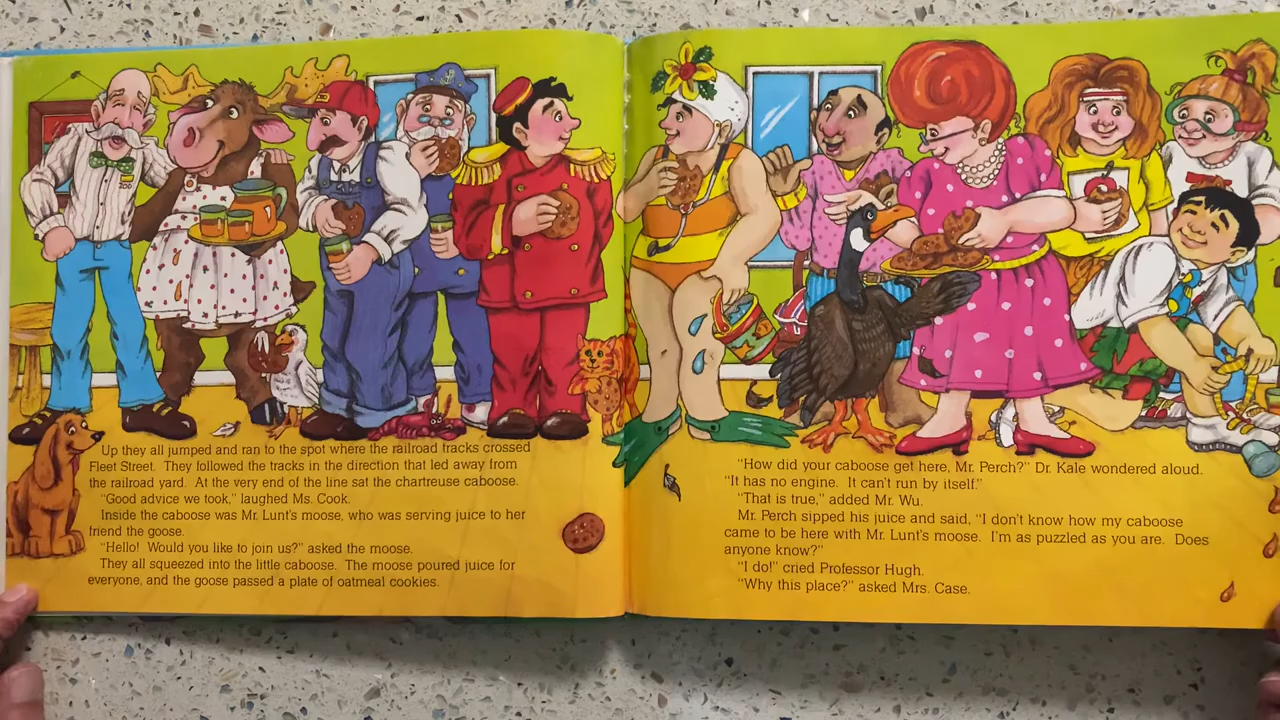 ZOO
Up they all jumped and ran to the spot where the railroad tracks crossed
Fleet Street. They followed the tracks in the direction that led away from
the railroad yard. At the very end of the line sat the chartreuse caboose.
"Good advice we took," laughed Ms. Cook.
Inside the caboose was Mr. Lunt's moose, who was serving juice to her
friend the goose.
"Hello! Would you like to join us?" asked the moose.
They all squeezed into the little caboose. The moose poured juice for
everyone, and the goose passed a plate of oatmeal cookies.
"How did your caboose get here, Mr. Perch?" Dr. Kale wondered aloud.
"It has no engine. It can't run by itself."
"That is true," added Mr. Wu.
Mr. Perch sipped his juice and said, "I don't know how my caboose
came to be here with Mr. Lunt's moose. I'm as puzzled as you are. Does
anyone know?"
"I do!" cried Professor Hugh.
"Why this place?" asked Mrs. Case.